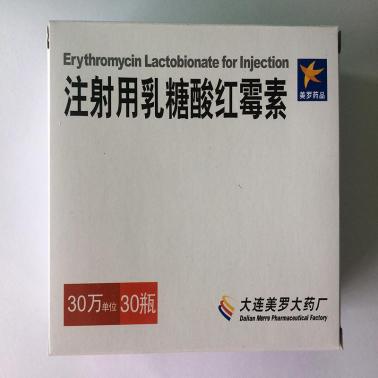 Erythromycin Lactobionate for Injection
注射用乳糖酸红霉素
美罗药品
30万单位 30瓶
大连美罗大药厂
Dalian Merro Pharmaceutical Factory